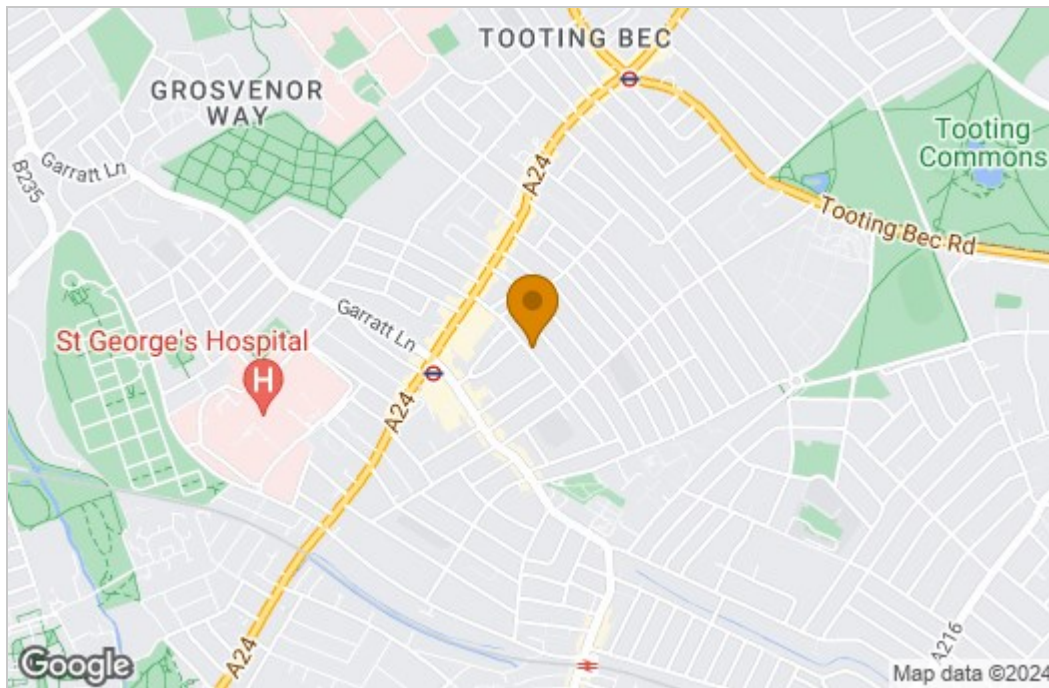 TOOTING BEC
GROSVENOR
WAY
Tooting
Commons
Garratt Ln
B235
A24
Tooting Bec Rd
Garratt Ln
St George's Hospital
H
A24
A24
A216
Google
Map data ©2024